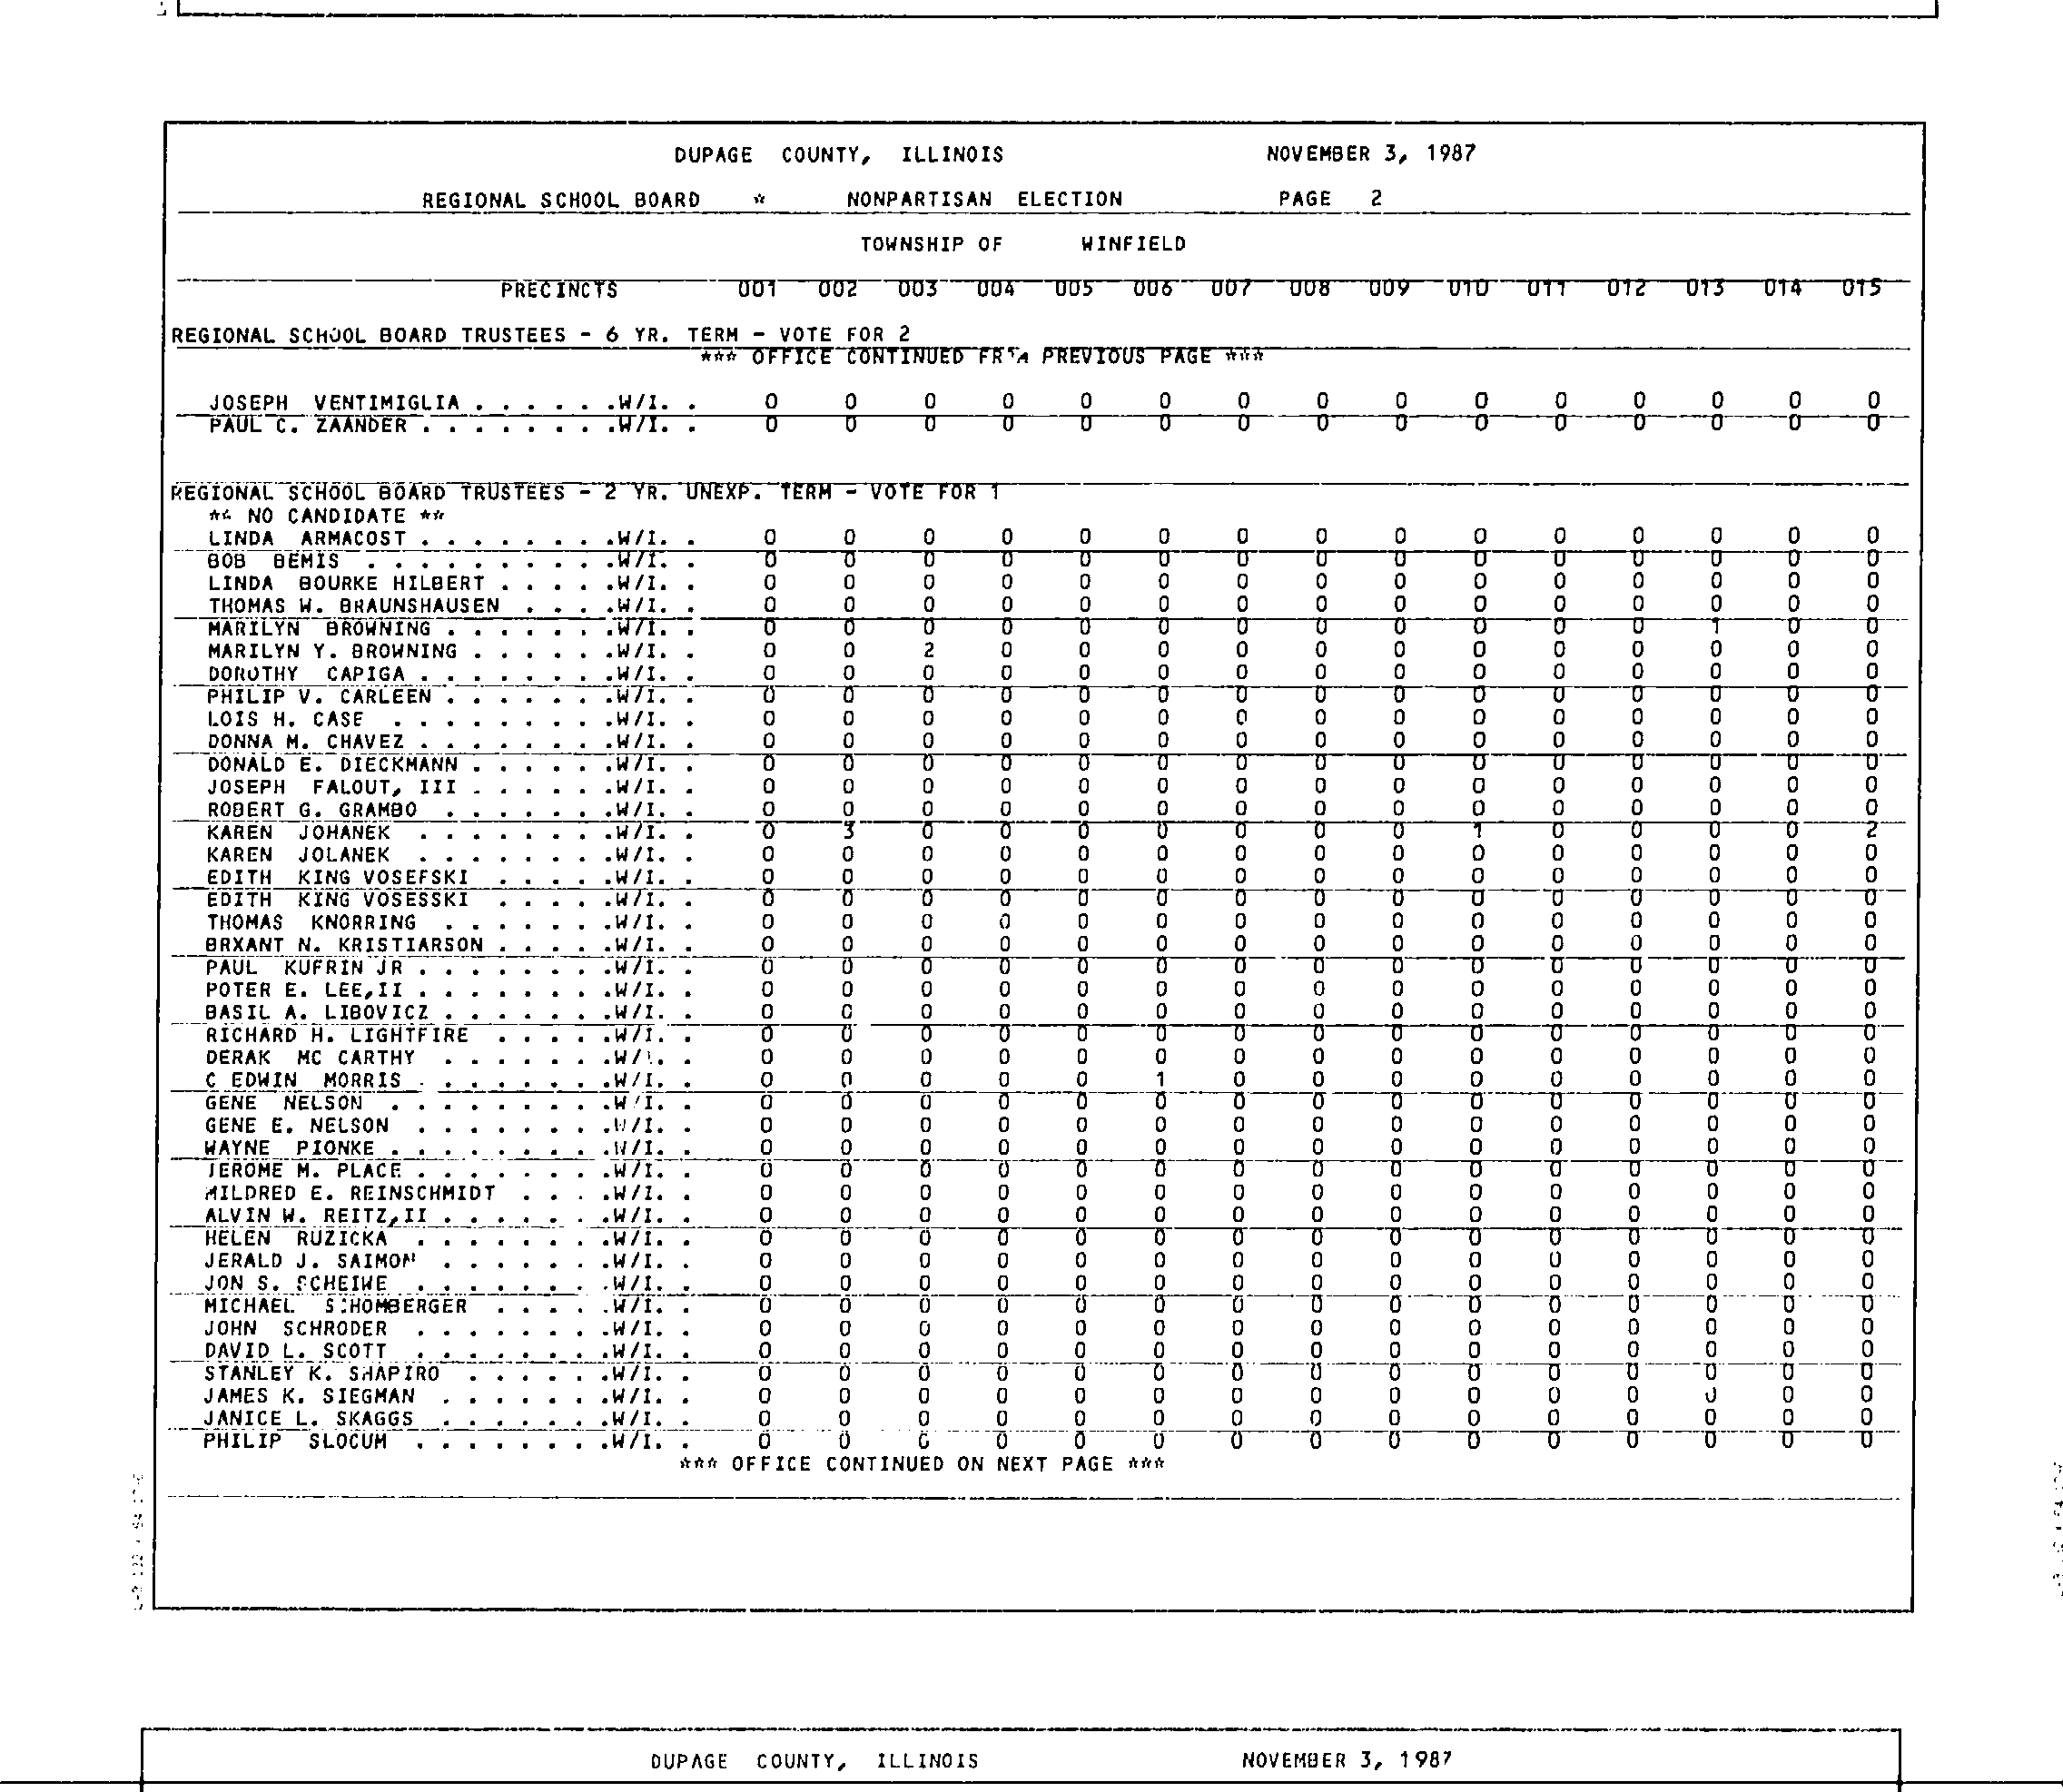 DUPAGE COUNTY, ILLINOIS NOVEMBER 3, 1987
REGIONAL SCHOOL BOARD * NONPARTISAN ELECTION PAGE 2
TOWNSHIP OF WINFIELD
PRECINCTS 001 002 003 004 005 006 007 008 009 010 011 012 013 014 015
REGIONAL SCHOOL BOARD TRUSTEES - 6 YR. TERM - VOTE FOR 2
*** OFFICE CONTINUED PREVIOUS PAGE ***
JOSEPH VENTIMIGLIA . . . . . .W/I. . 0 0 0 0 0 0 0 0 0 0 0 0 0 0 0
PAUL C. ZAANDER . . . . . . . .W/I. . 0 0 0 0 0 0 0 0 0 0 0 0 0 0 0
REGIONAL SCHOOL BOARD TRUSTEES - 2 YR. UNEXP. TERM - VOTE FOR 1
** NO CANDIDATE **
LINDA ARMACOST . . . . . . . .W/I. . 0 0 0 0 0 0 0 0 0 0 0 0 0 0 0
BOB BEMIS . . . . . . . . . .W/I. . 0 0 0 0 0 0 0 0 0 0 0 0 0 0 0
LINDA BOURKE HILBERT . . . . .W/I. . 0 0 0 0 0 0 0 0 0 0 0 0 0 0 0
THOMAS W. BRAUNSHAUSEN . . . .W/I. . 0 0 0 0 0 0 0 0 0 0 0 0 0 0 0
MARILYN BROWNING . . . . . . .W/I. . 0 0 0 0 0 0 0 0 0 0 0 0 1 0 0
MARILYN Y. BROWNING . . . . . .W/I. . 0 0 2 0 0 0 0 0 0 0 0 0 0 0 0
DOROTHY CAPIGA . . . . . . . .W/I. . 0 0 0 0 0 0 0 0 0 0 0 0 0 0 0
PHILIP V. CARLEEN . . . . . . .W/I. . 0 0 0 0 0 0 0 0 0 0 0 0 0 0 0
LOIS H. CASE . . . . . . . . .W/I. . 0 0 0 0 0 0 0 0 0 0 0 0 0 0 0
DONNA M. CHAVEZ . . . . . . . .W/I. . 0 0 0 0 0 0 0 0 0 0 0 0 0 0 0
DONALD E. DIECKMANN . . . . . .W/I. . 0 0 0 0 0 0 0 0 0 0 0 0 0 0 0
JOSEPH FALOUT, III . . . . . .W/I. . 0 0 0 0 0 0 0 0 0 0 0 0 0 0 0
ROBERT G. GRAMBO . . . . . . .W/I. . 0 0 0 0 0 0 0 0 0 0 0 0 0 0 0
KAREN JOHANEK . . . . . . . .W/I. . 0 3 0 0 0 0 0 0 0 1 0 0 0 0 2
KAREN JOLANEK . . . . . . . .W/I. . 0 0 0 0 0 0 0 0 0 0 0 0 0 0 0
EDITH KING VOSEFSKI . . . . .W/I. . 0 0 0 0 0 0 0 0 0 0 0 0 0 0 0
EDITH KING VOSESSKI . . . . .W/I. . 0 0 0 0 0 0 0 0 0 0 0 0 0 0 0
THOMAS KNORRING . . . . . . .W/I. . 0 0 0 0 0 0 0 0 0 0 0 0 0 0 0
BRXANT N. KRISTIARSON . . . . .W/I. . 0 0 0 0 0 0 0 0 0 0 0 0 0 0 0
PAUL KUFRIN JR . . . . . . . .W/I. . 0 0 0 0 0 0 0 0 0 0 0 0 0 0 0
POTER E. LEE,II . . . . . . . .W/I. . 0 0 0 0 0 0 0 0 0 0 0 0 0 0 0
BASIL A. LIBOVICZ . . . . . . .W/I. . 0 0 0 0 0 0 0 0 0 0 0 0 0 0 0
RICHARD H. LIGHTFIRE . . . . .W/I. . 0 0 0 0 0 0 0 0 0 0 0 0 0 0 0
DERAK MC CARTHY . . . . . . .W/I. . 0 0 0 0 0 0 0 0 0 0 0 0 0 0 0
C EDWIN MORRIS . . . . . . . .W/I. . 0 0 0 0 0 1 0 0 0 0 0 0 0 0 0
GENE NELSON . . . . . . . . .W/I. . 0 0 0 0 0 0 0 0 0 0 0 0 0 0 0
GENE E. NELSON . . . . . . . .W/I. . 0 0 0 0 0 0 0 0 0 0 0 0 0 0 0
WAYNE PIONKE . . . . . . . . .W/I. . 0 0 0 0 0 0 0 0 0 0 0 0 0 0 0
JEROME M. PLACE . . . . . . . .W/I. . 0 0 0 0 0 0 0 0 0 0 0 0 0 0 0
MILDRED E. REINSCHMIDT . . . .W/I. . 0 0 0 0 0 0 0 0 0 0 0 0 0 0 0
ALVIN W. REITZ,II . . . . . . .W/I. . 0 0 0 0 0 0 0 0 0 0 0 0 0 0 0
HELEN RUZICKA . . . . . . . .W/I. . 0 0 0 0 0 0 0 0 0 0 0 0 0 0 0
JERALD J. SAIMON . . . . . . .W/I. . 0 0 0 0 0 0 0 0 0 0 0 0 0 0 0
JON S. SCHEIWE . . . . . . . .W/I. . 0 0 0 0 0 0 0 0 0 0 0 0 0 0 0
MICHAEL SCHOMBERGER . . . . .W/I. . 0 0 0 0 0 0 0 0 0 0 0 0 0 0 0
JOHN SCHRODER . . . . . . . .W/I. . 0 0 0 0 0 0 0 0 0 0 0 0 0 0 0
DAVID L. SCOTT . . . . . . . .W/I. . 0 0 0 0 0 0 0 0 0 0 0 0 0 0 0
STANLEY K. SHAPIRO . . . . . .W/I. . 0 0 0 0 0 0 0 0 0 0 0 0 0 0 0
JAMES K. SIEGMAN . . . . . . .W/I. . 0 0 0 0 0 0 0 0 0 0 0 0 0 0 0
JANICE L. SKAGGS . . . . . . .W/I. . 0 0 0 0 0 0 0 0 0 0 0 0 0 0 0
PHILIP SLOCUM . . . . . . . .W/I. . 0 0 0 0 0 0 0 0 0 0 0 0 0 0 0
*** OFFICE CONTINUED ON NEXT PAGE ***
DUPAGE COUNTY, ILLINOIS NOVEMBER 3, 1987